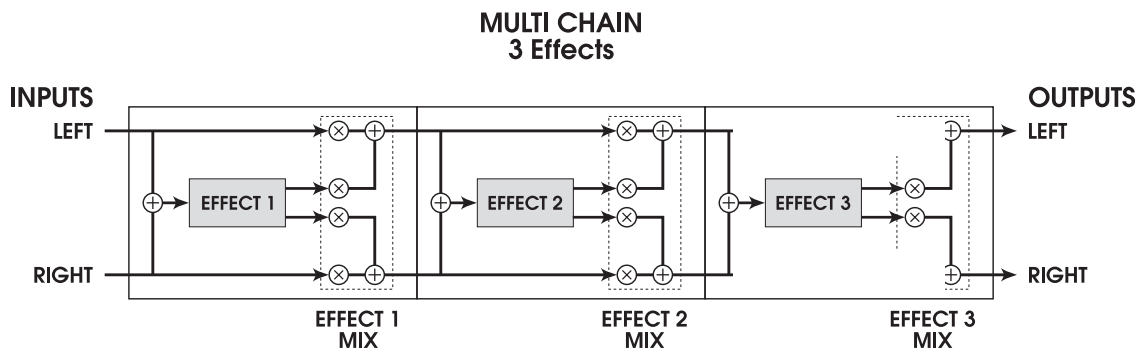 MULTI CHAIN
3 Effects
INPUTS
OUTPUTS
LEFT
LEFT
EFFECT 1
EFFECT 2
EFFECT 3
RIGHT
RIGHT
EFFECT 1
MIX
EFFECT 2
MIX
EFFECT 3
MIX